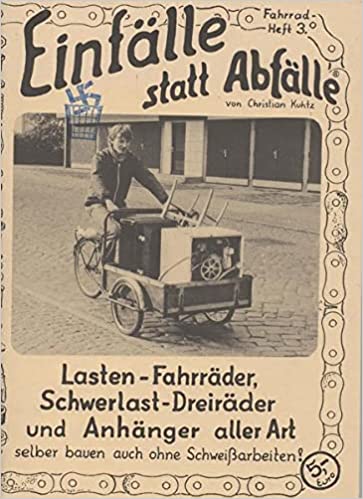 Fahrrad-
Heft 3.
Einfälle
statt Abfälle®
von Christian Kuhtz
Lasten-Fahrräder,
Schwerlast-Dreiräder
und Anhänger aller Art
selber bauen auch ohne Schweißarbeiten!
5,-
Euro